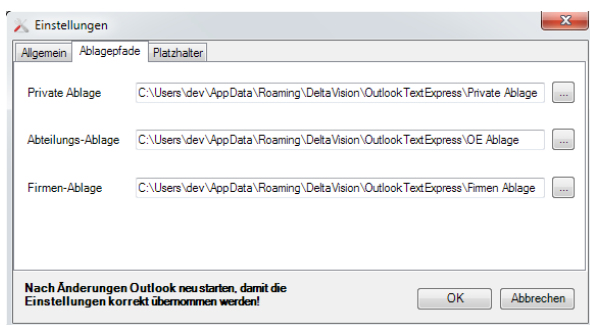 Einstellungen
Allgemein Ablagepfade Platzhalter
Private Ablage C:\Users\dev\AppData\Roaming\DeltaVision\OutlookTextExpress\Private Ablage ...
Abteilungs-Ablage C:\Users\dev\AppData\Roaming\DeltaVision\OutlookTextExpress\OE Ablage ...
Firmen-Ablage C:\Users\dev\AppData\Roaming\DeltaVision\OutlookTextExpress\Firmen Ablage ...
Nach Änderungen Outlook neu starten, damit die
Einstellungen korrekt übernommen werden!
OK Abbrechen